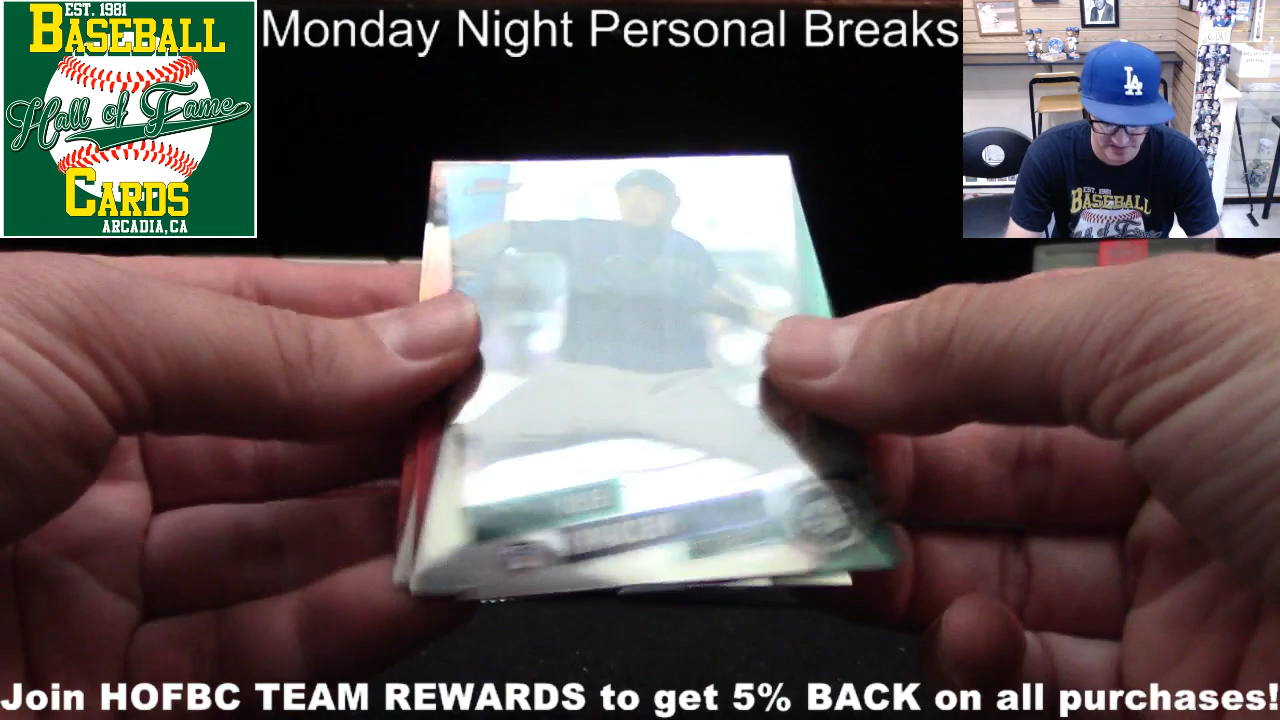 EST. 1981
BASEBALL
Hall of Fame
CARDS
ARCADIA, CA
Monday Night Personal Breaks
LA
EST. 1981
BASEBALL
Join HOFBC TEAM REWARDS to get 5% BACK on all purchases!